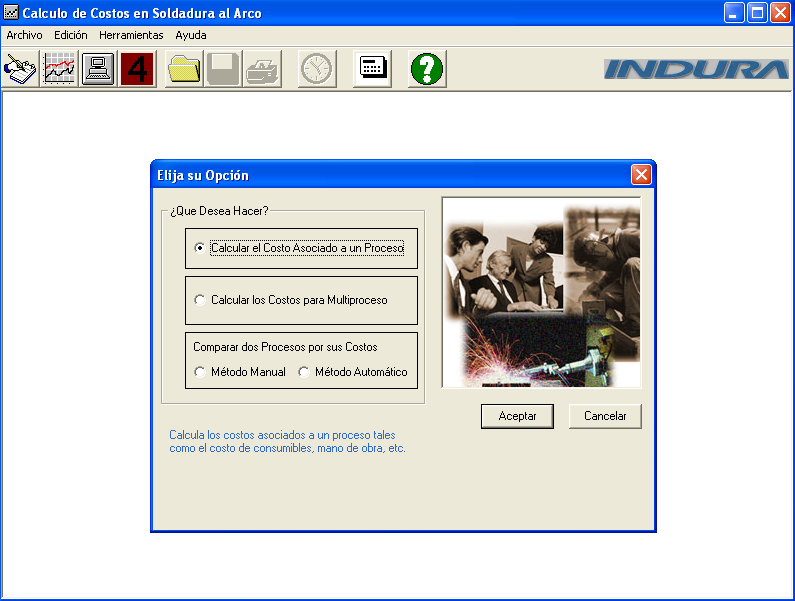 Calculo de Costos en Soldadura al Arco
Archivo Edición Herramientas Ayuda
4
?
INDURA
Elija su Opción
¿Que Desea Hacer?
Calcular el Costo Asociado a un Proceso
Calcular los Costos para Multiproceso
Comparar dos Procesos por sus Costos
Método Manual Método Automático
Aceptar Cancelar
Calcula los costos asociados a un proceso tales
como el costo de consumibles, mano de obra, etc.